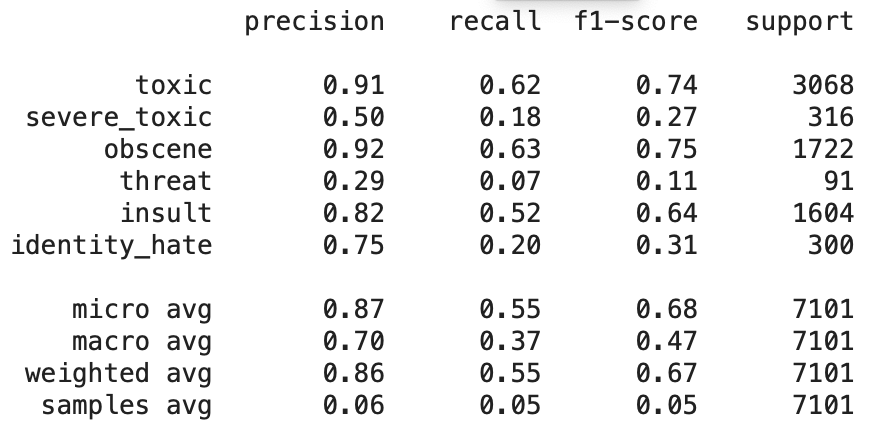 precision recall f1-score support
toxic 0.91 0.62 0.74 3068
severe_toxic 0.50 0.18 0.27 316
obscene 0.92 0.63 0.75 1722
threat 0.29 0.07 0.11 91
insult 0.82 0.52 0.64 1604
identity_hate 0.75 0.20 0.31 300
micro avg 0.87 0.55 0.68 7101
macro avg 0.70 0.37 0.47 7101
weighted avg 0.86 0.55 0.67 7101
samples avg 0.06 0.05 0.05 7101